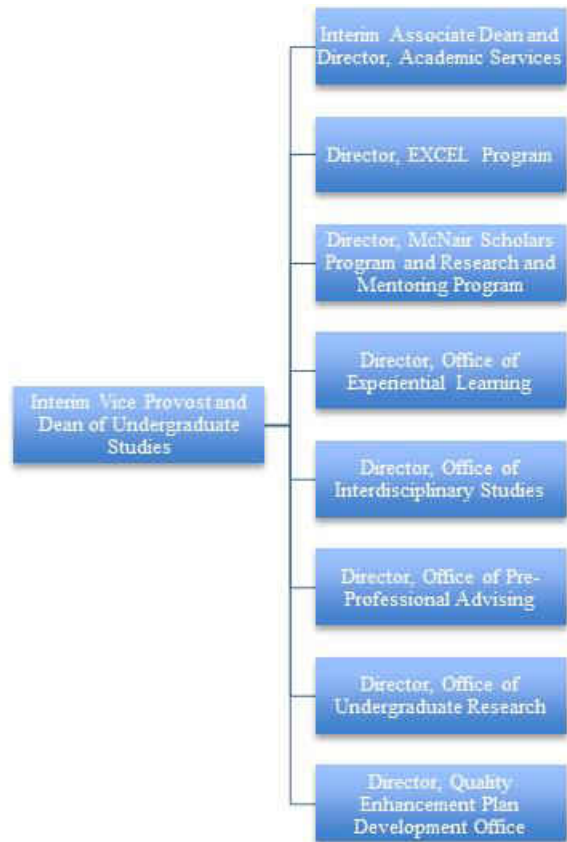 Interim Associate Dean and
Director, Academic Services
Director, EXCEL Program
Director, McNair Scholars
Program and Research and
Mentoring Program
Director, Office of
Experiential Learning
Interim Vice Provost and
Dean of Undergraduate
Studies
Director, Office of
Interdisciplinary Studies
Director, Office of Pre-
Professional Advising
Director, Office of
Undergraduate Research
Director, Quality
Enhancement Plan
Development Office